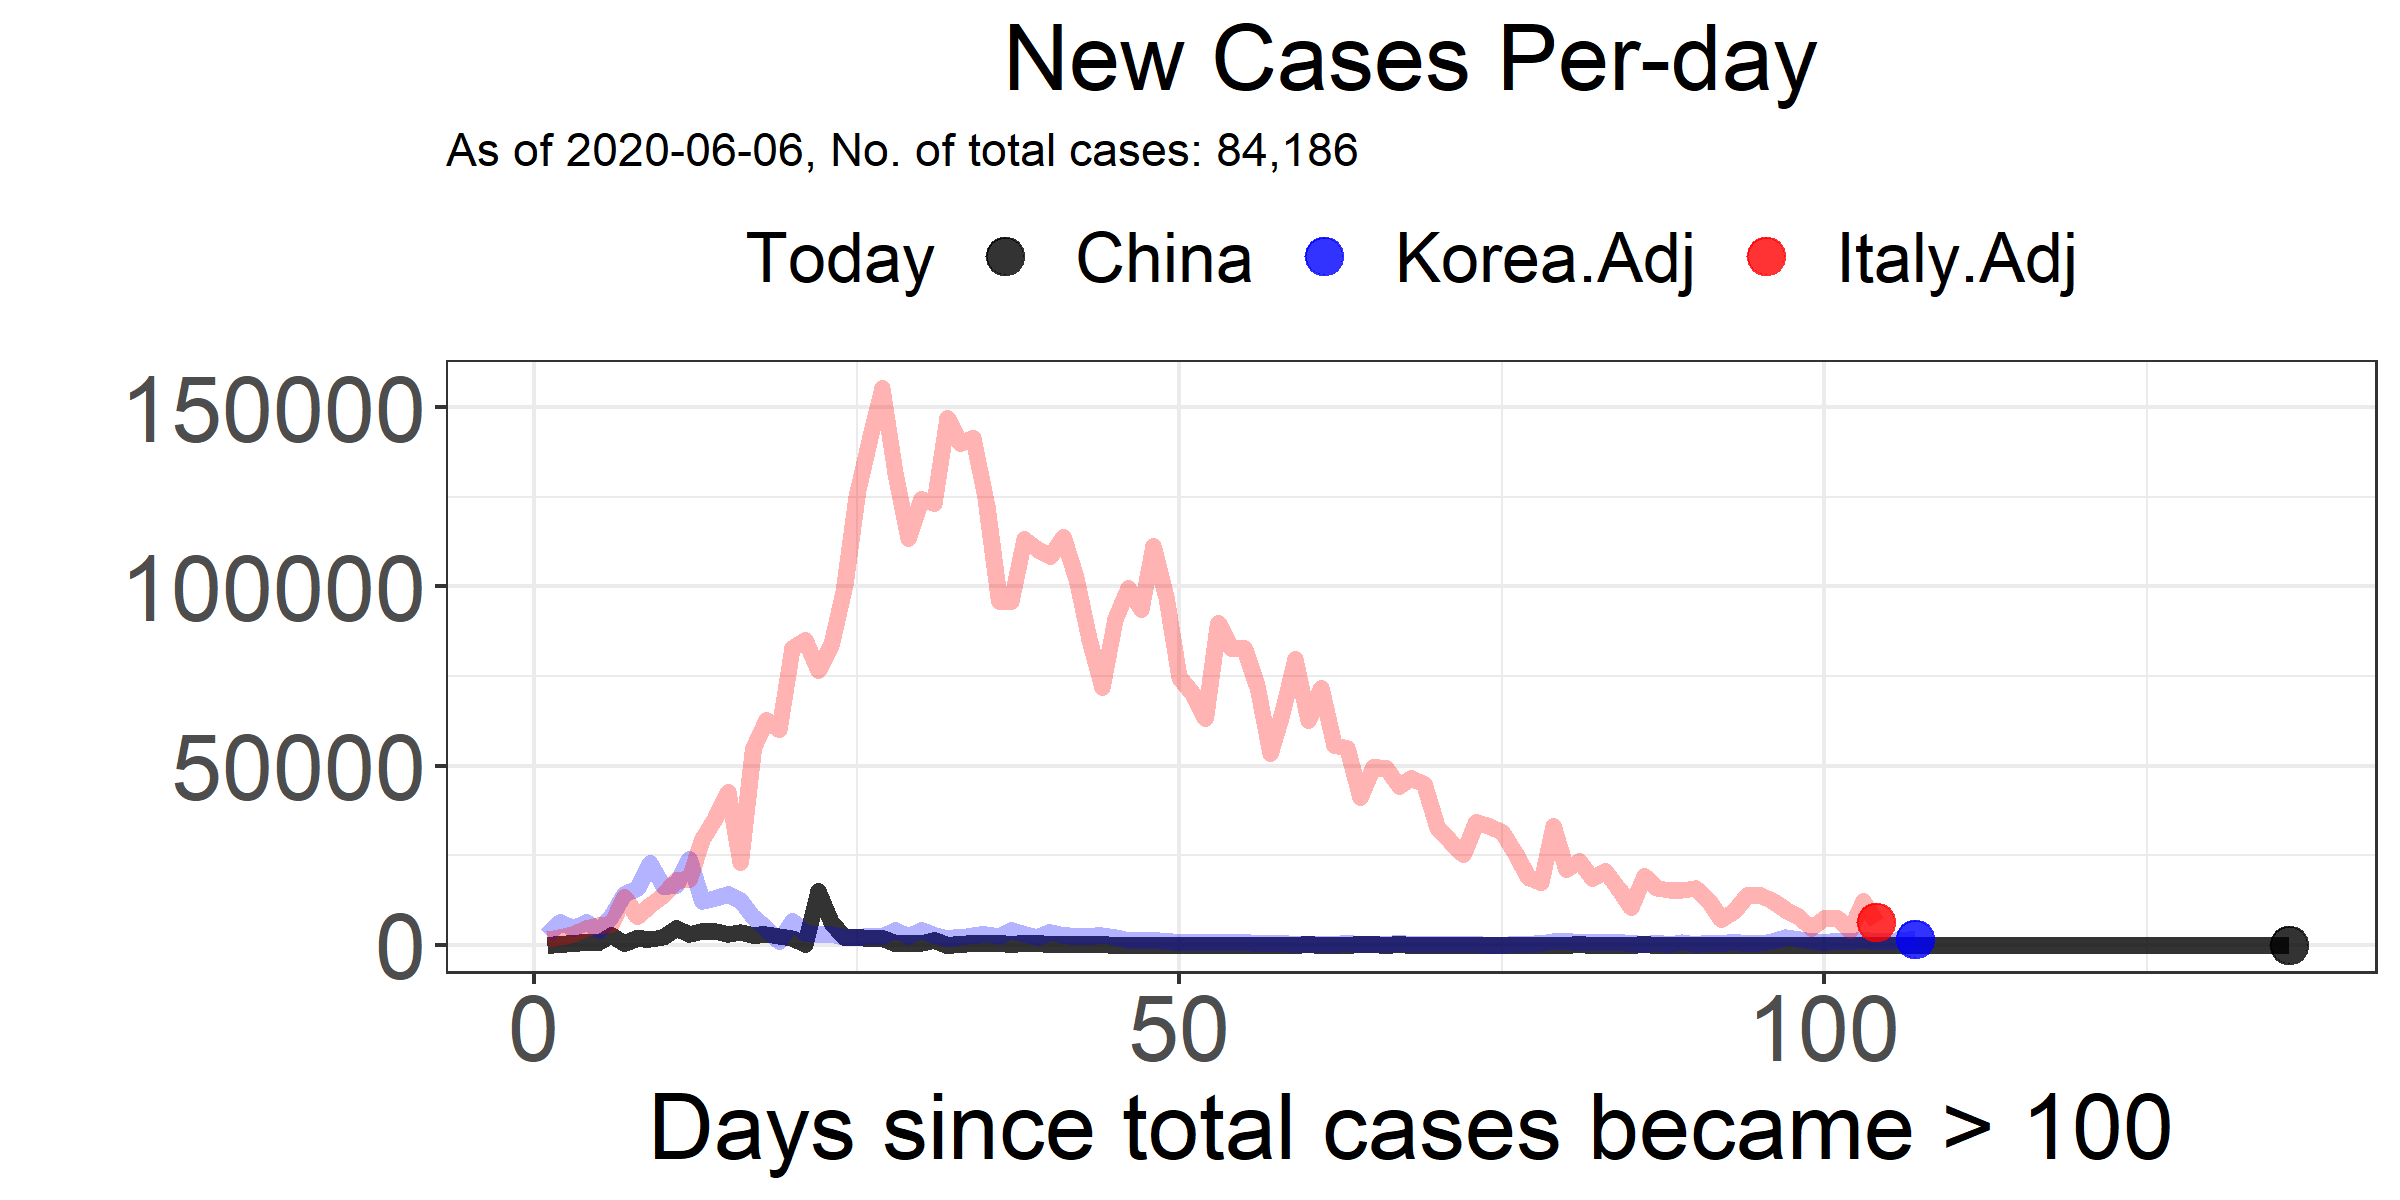 New Cases Per-day
As of 2020-06-06, No. of total cases: 84,186
Today China Korea.Adj Italy.Adj
150000
100000
50000
0
0 50 100
Days since total cases became > 100